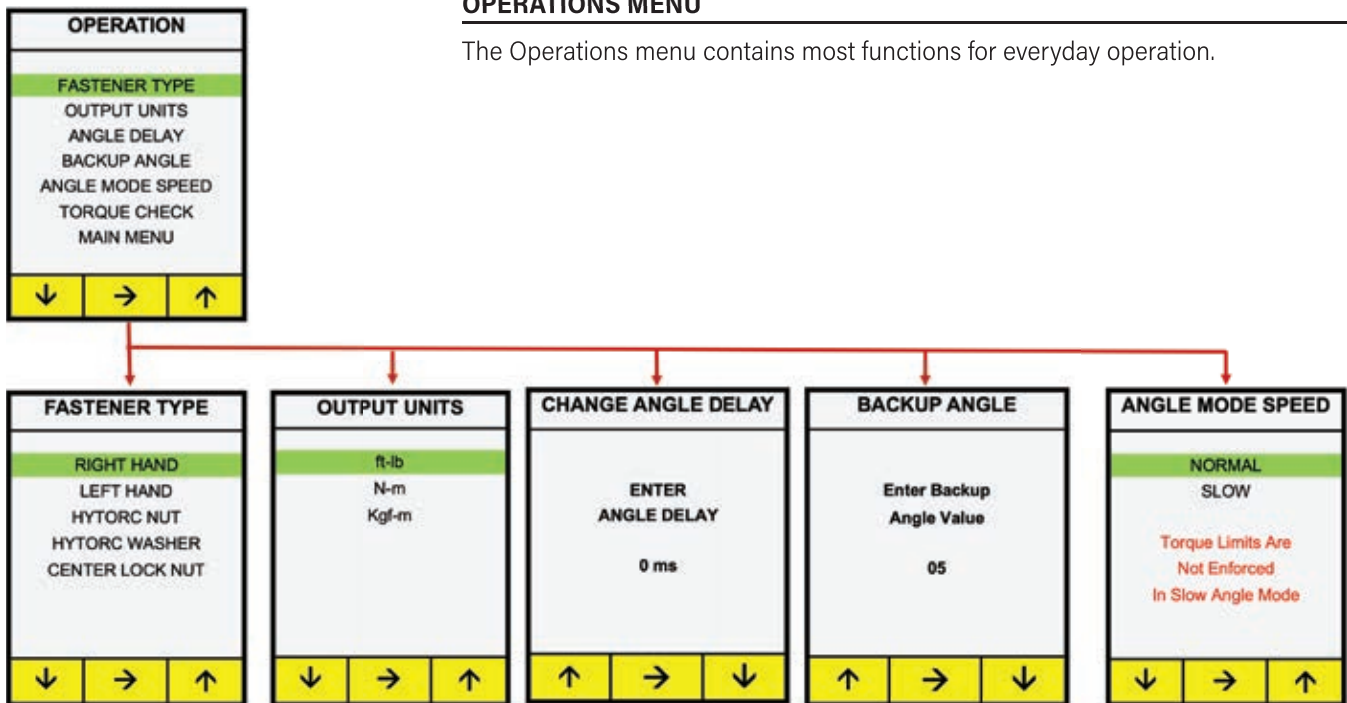 OPERATIONS MENU
The Operations menu contains most functions for everyday operation.
OPERATION
FASTENER TYPE
OUTPUT UNITS
ANGLE DELAY
BACKUP ANGLE
ANGLE MODE SPEED
TORQUE CHECK
MAIN MENU
FASTENER TYPE
RIGHT HAND
LEFT HAND
HYTORC NUT
HYTORC WASHER
CENTER LOCK NUT
OUTPUT UNITS
ft-lb
N-m
Kgf-m
CHANGE ANGLE DELAY
ENTER
ANGLE DELAY
0 ms
BACKUP ANGLE
Enter Backup
Angle Value
05
ANGLE MODE SPEED
NORMAL
SLOW
Torque Limits Are
Not Enforced
In Slow Angle Mode